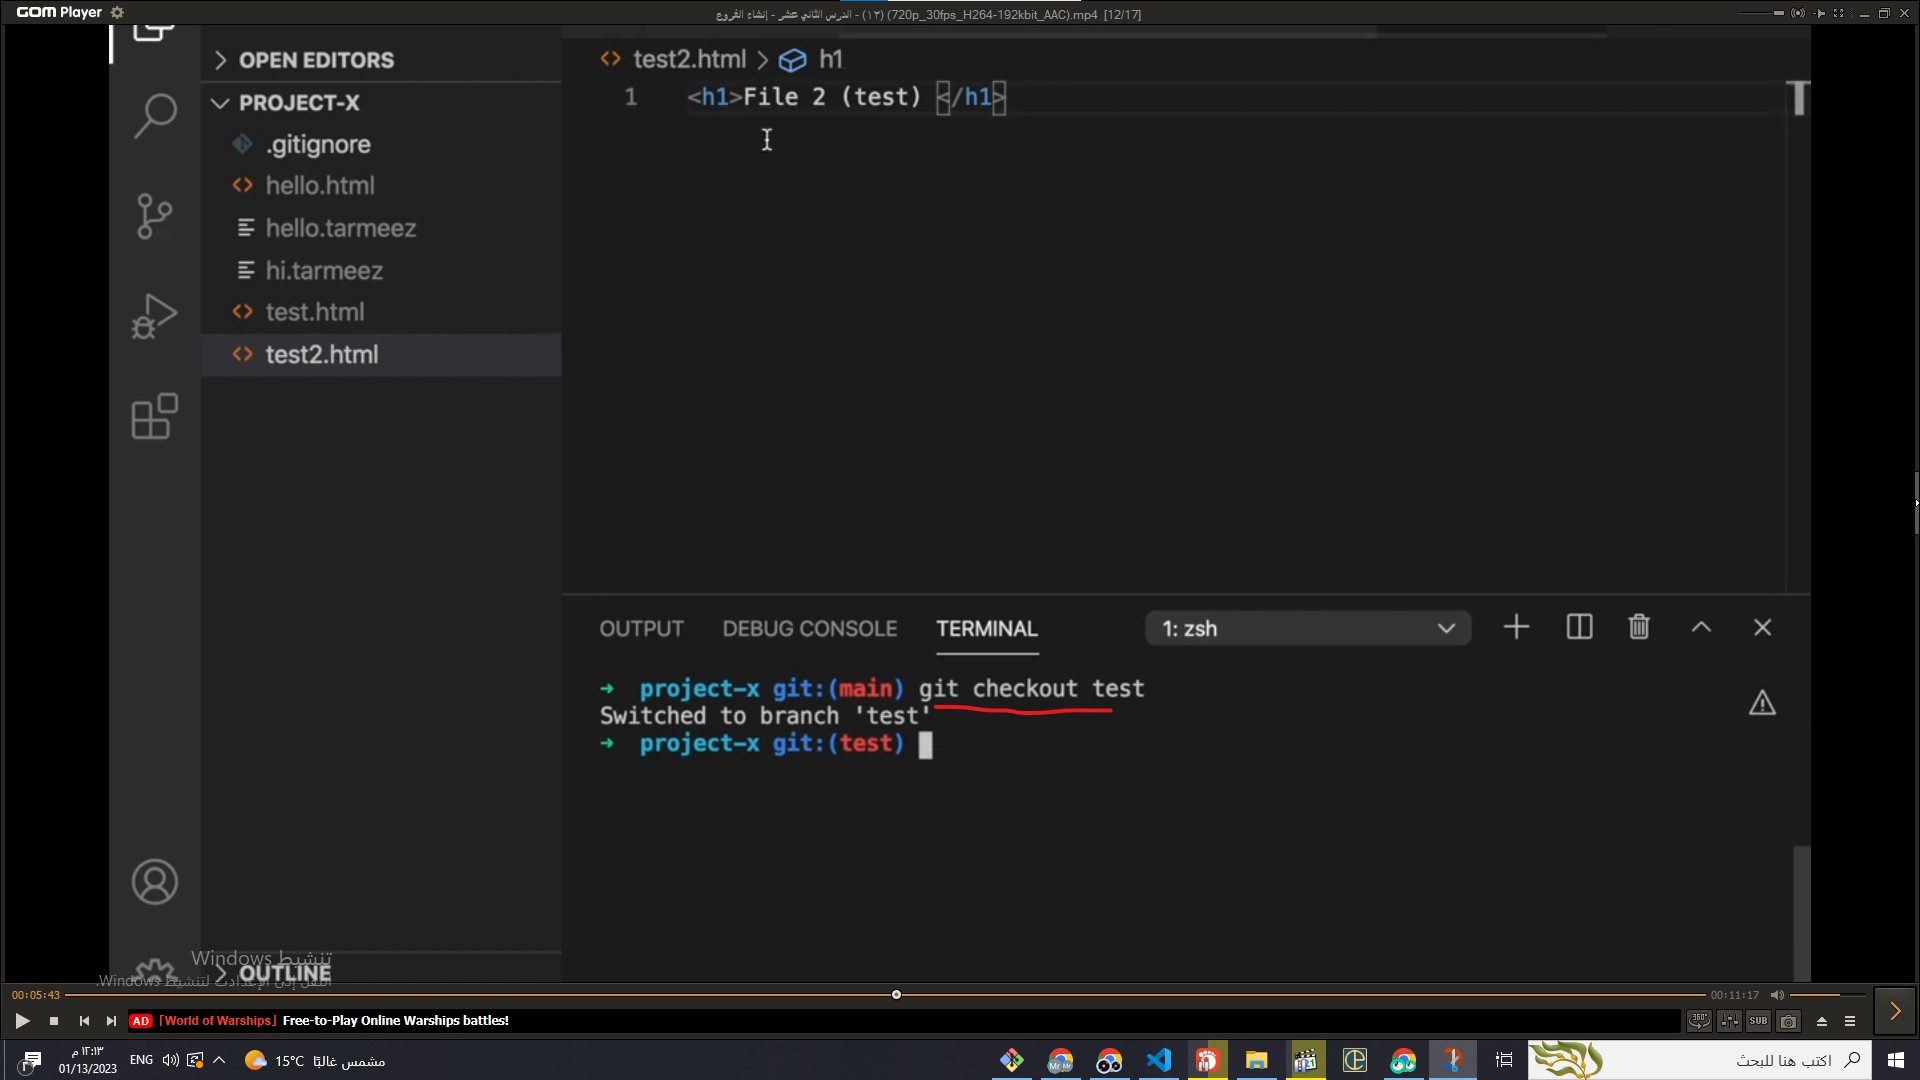 GOM Player
الدرس الثاني عشر - إنشاء الفروع - (١٢) (720p_30fps_H264-192kbit_AAC).mp4 [12/17]
OPEN EDITORS
PROJECT-X
.gitignore
hello.html
hello.tarmeez
hi.tarmeez
test.html
test2.html
OUTLINE
test2.html > h1
1 <h1>File 2 (test) </h1>
OUTPUT DEBUG CONSOLE TERMINAL 1: zsh
➜ project-x git:(main) git checkout test
Switched to branch 'test'
➜ project-x git:(test)
تنشيط Windows
انتقل إلى الإعدادات لتنشيط Windows.
00:05:43
00:11:17
AD [World of Warships] Free-to-Play Online Warships battles!
360° SUB
١٢:١٣ م
01/13/2023
ENG
15°C مشمس غالبًا
اكتب هنا للبحث